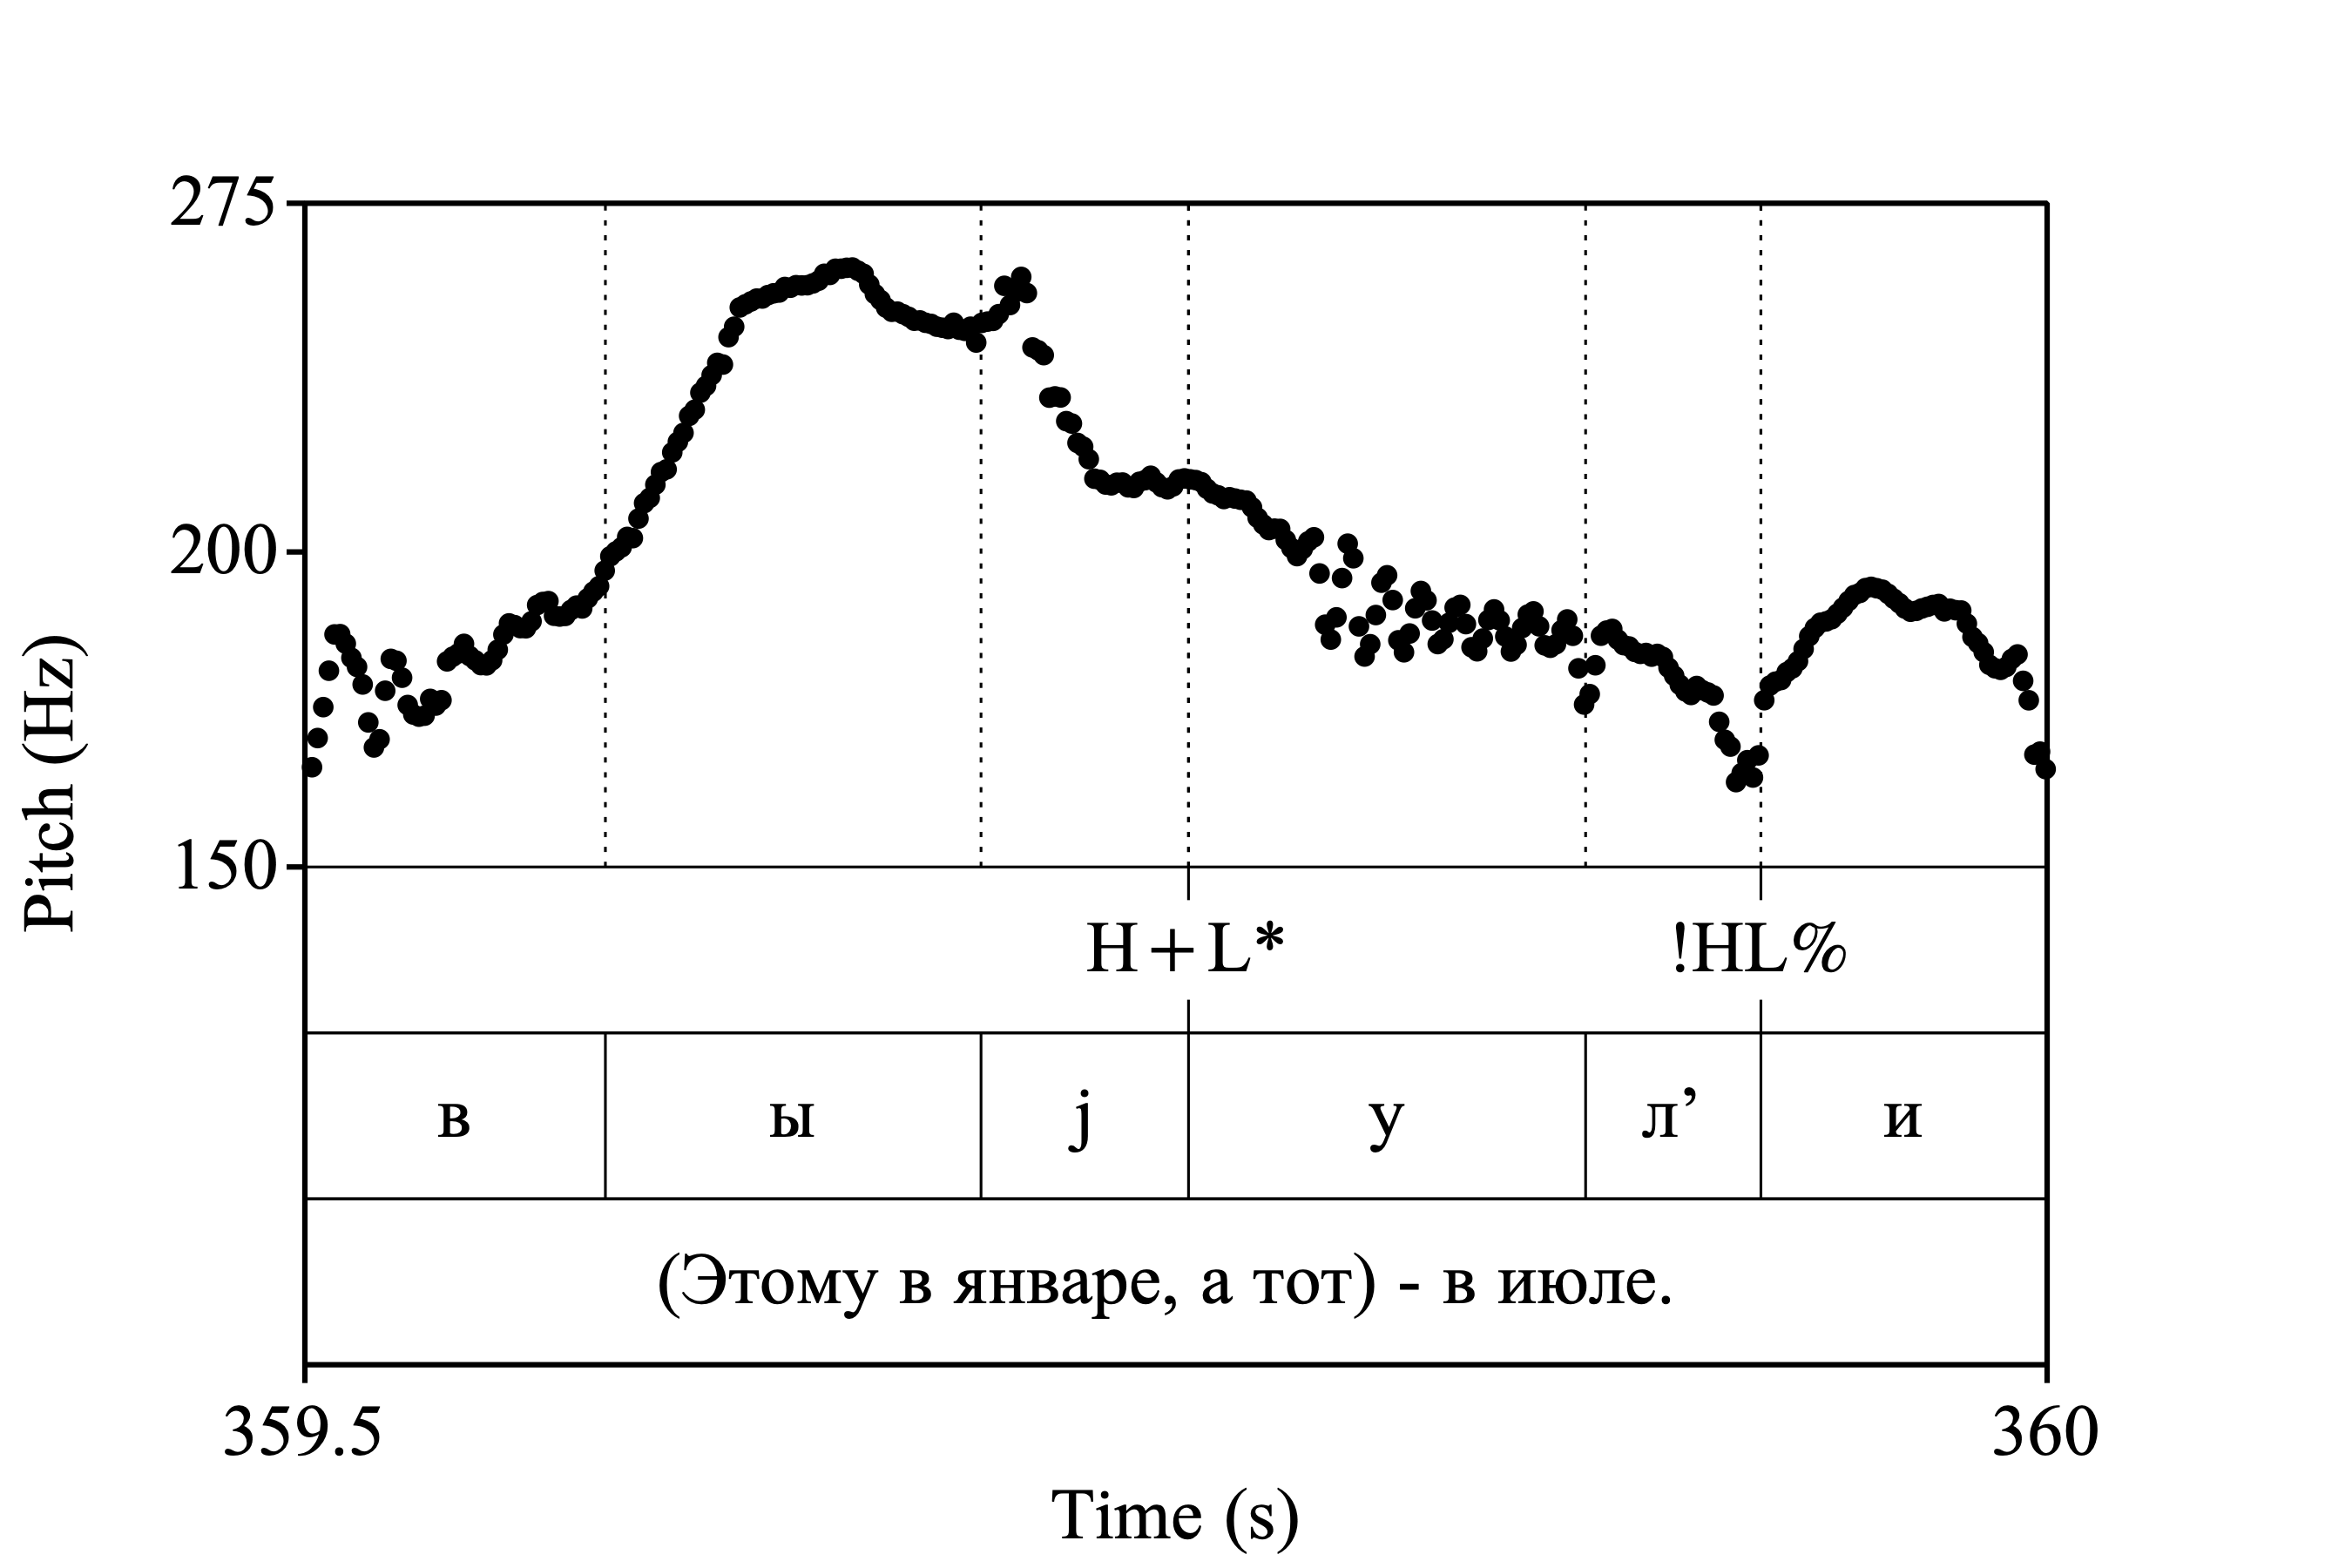 275
200
150
Pitch (Hz)
H+L* !HL%
в ы j у л’ и
(Этому в январе, а тот) - в июле.
359.5 360
Time (s)